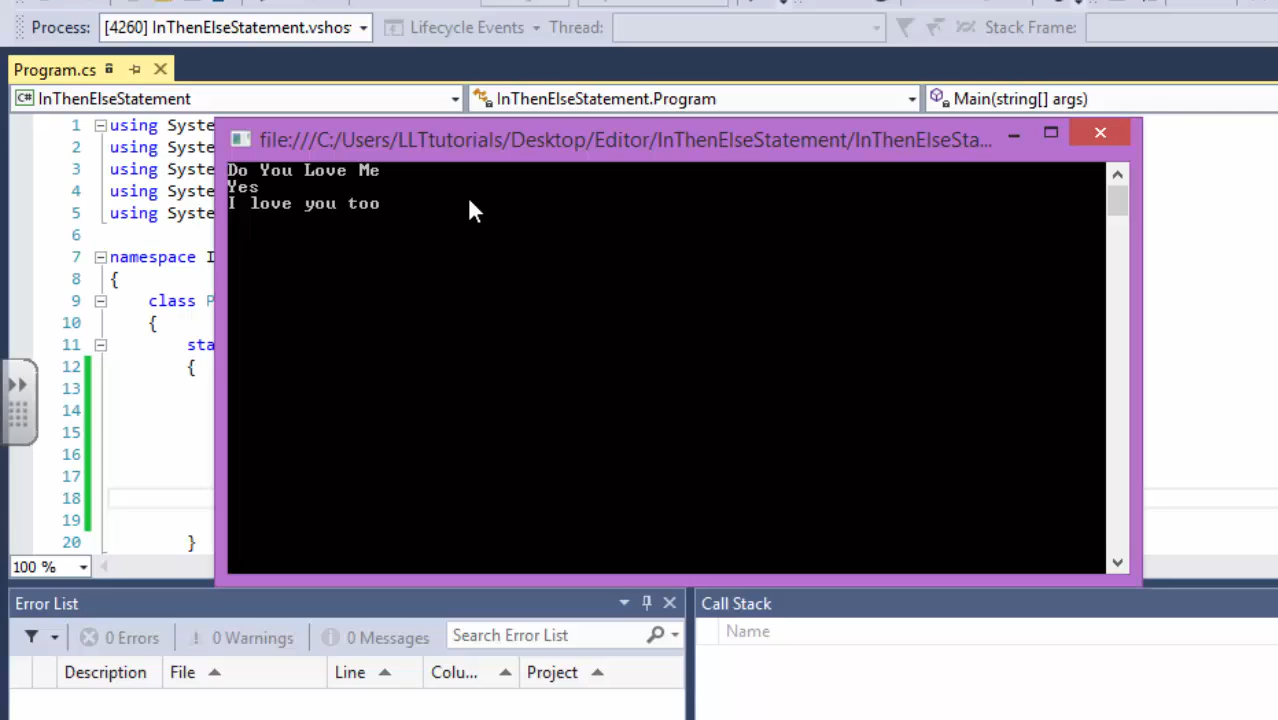 Process: [4260] InThenElseStatement.vshos Lifecycle Events Thread: Stack Frame:
Program.cs
C# InThenElseStatement InThenElseStatement.Program Main(string[] args)
file:///C:/Users/LLTtutorials/Desktop/Editor/InThenElseStatement/InThenElseSta...
Do You Love Me
Yes
I love you too
1 using Syste
2 using Syste
3 using Syste
4 using Syste
5 using Syste
6
7 namespace I
8 {
9 class P
10 {
11 sta
12 {
13
14
15
16
17
18
19
20 }
100 %
Error List
0 Errors 0 Warnings 0 Messages Search Error List
Description File Line Colu... Project
Call Stack
Name